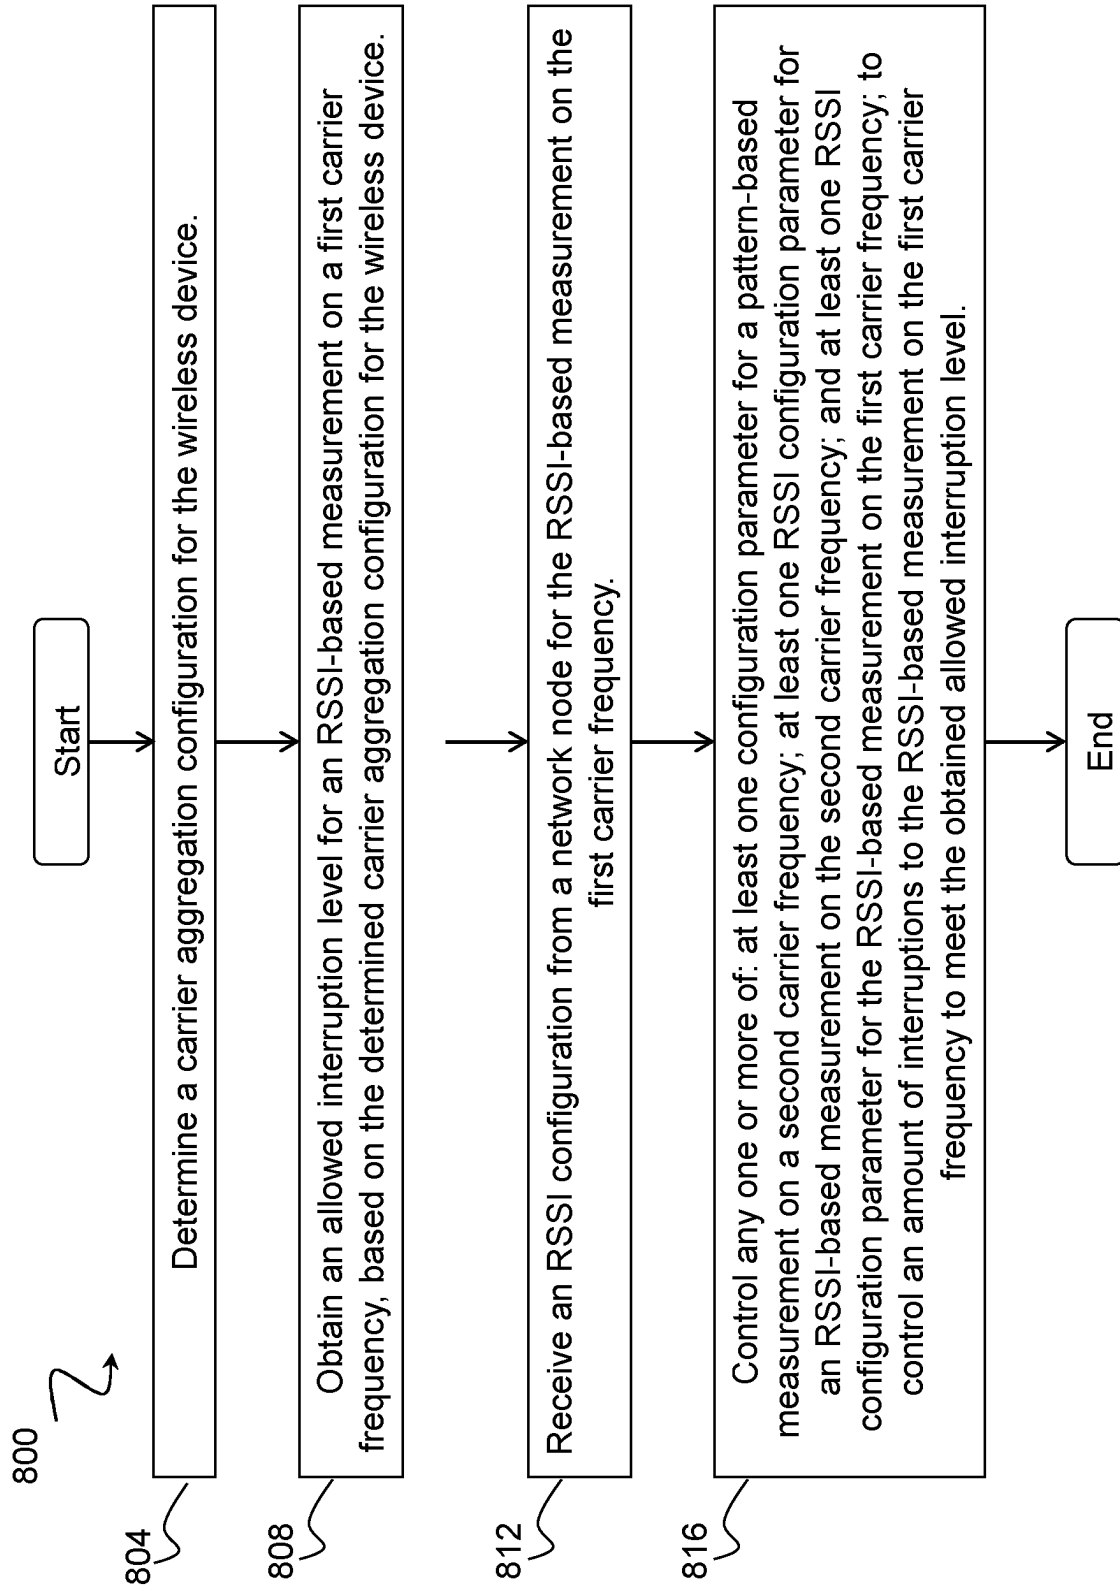 800
Start
804
Determine a carrier aggregation configuration for the wireless device.
808
Obtain an allowed interruption level for an RSSI-based measurement on a first carrier
frequency, based on the determined carrier aggregation configuration for the wireless device.
812
Receive an RSSI configuration from a network node for the RSSI-based measurement on the
first carrier frequency.
816
Control any one or more of: at least one configuration parameter for a pattern-based
measurement on a second carrier frequency; at least one RSSI configuration parameter for
an RSSI-based measurement on the second carrier frequency; and at least one RSSI
configuration parameter for the RSSI-based measurement on the first carrier frequency; to
control an amount of interruptions to the RSSI-based measurement on the first carrier
frequency to meet the obtained allowed interruption level.
End